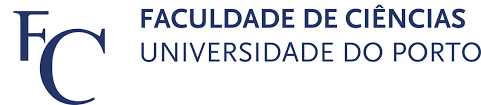 FC
FACULDADE DE CIÊNCIAS
UNIVERSIDADE DO PORTO